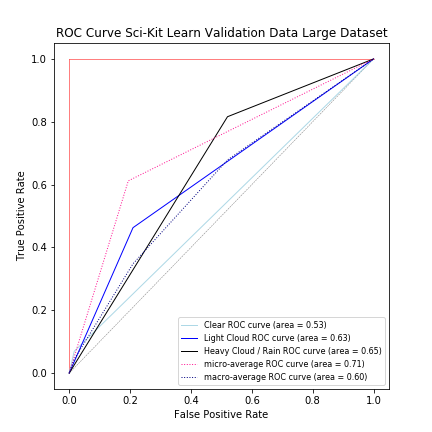 ROC Curve Sci-Kit Learn Validation Data Large Dataset
1.0
0.8
0.6
0.4
0.2
0.0
True Positive Rate
Clear ROC curve (area = 0.53)
Light Cloud ROC curve (area = 0.63)
Heavy Cloud / Rain ROC curve (area = 0.65)
micro-average ROC curve (area = 0.71)
macro-average ROC curve (area = 0.60)
0.0 0.2 0.4 0.6 0.8 1.0
False Positive Rate